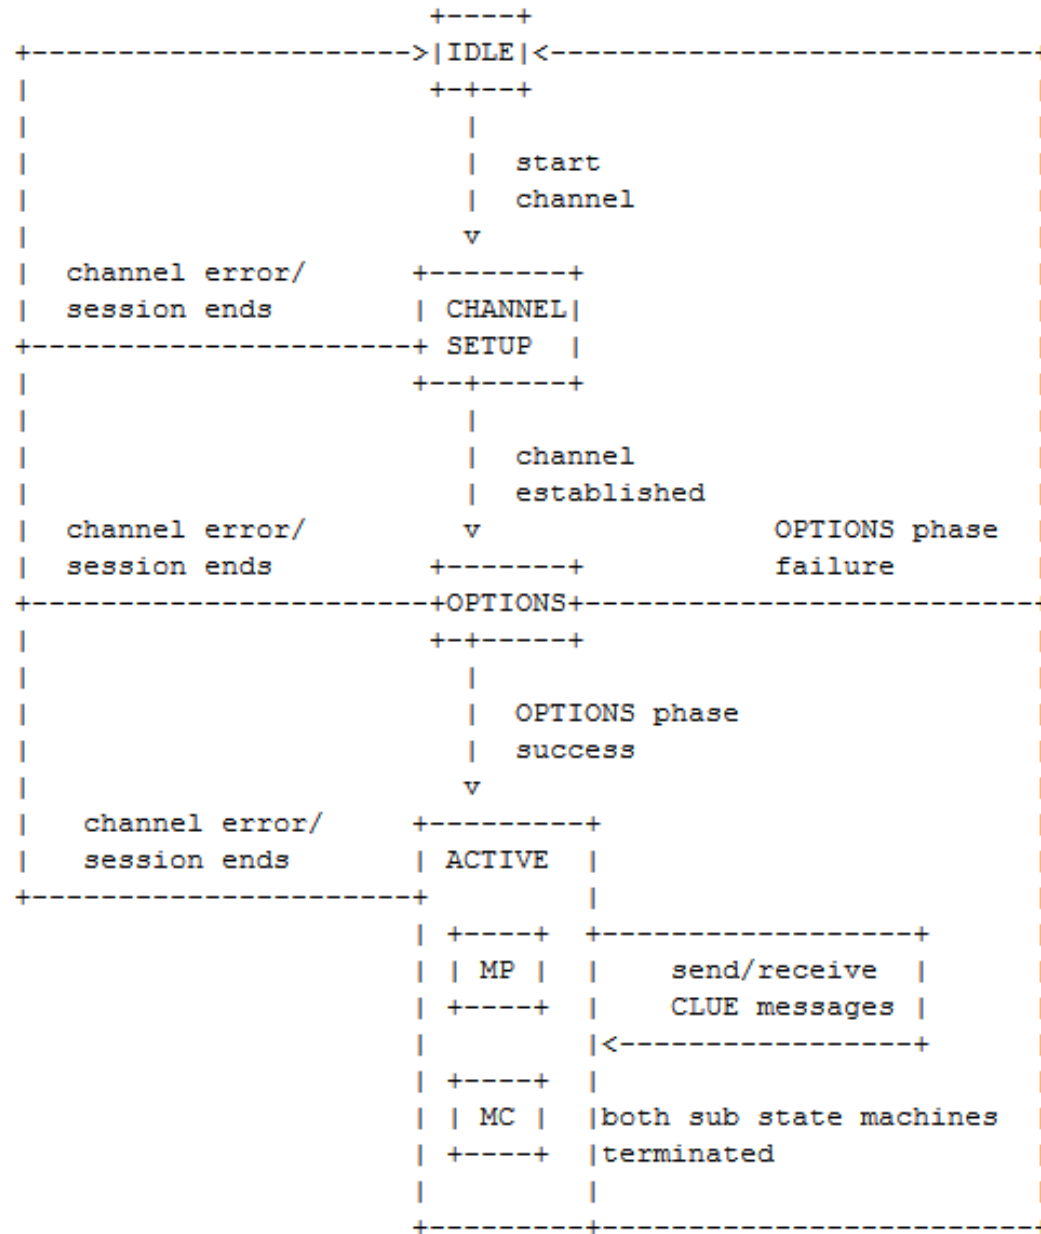 +----+
+---------------------->|IDLE|<----------------------------+
|                       +-+--+                             |
|                         |                                |
|                         |  start                         |
|                         |  channel                       |
|                         v                                |
|  channel error/      +--------+                          |
|  session ends        | CHANNEL|                          |
+----------------------+ SETUP  |                          |
|                      +--+-----+                          |
|                         |                                |
|                         |  channel                       |
|                         |  established                   |
|  channel error/         v                 OPTIONS phase  |
|  session ends         +-------+           failure        |
+-----------------------+OPTIONS+--------------------------+
|                       +-+-----+                          |
|                         |                                |
|                         |  OPTIONS phase                 |
|                         |  success                       |
|                         v                                |
|   channel error/     +---------+                         |
|   session ends       | ACTIVE  |                         |
+----------------------+         |                         |
                       | +----+  +------------------+      |
                       | | MP |  |    send/receive  |      |
                       | +----+  |    CLUE messages |      |
                       |         |<-----------------+      |
                       | +----+  |                         |
                       | | MC |  |both sub state machines  |
                       | +----+  |terminated               |
                       |         |                         |
                       +---------+-------------------------+